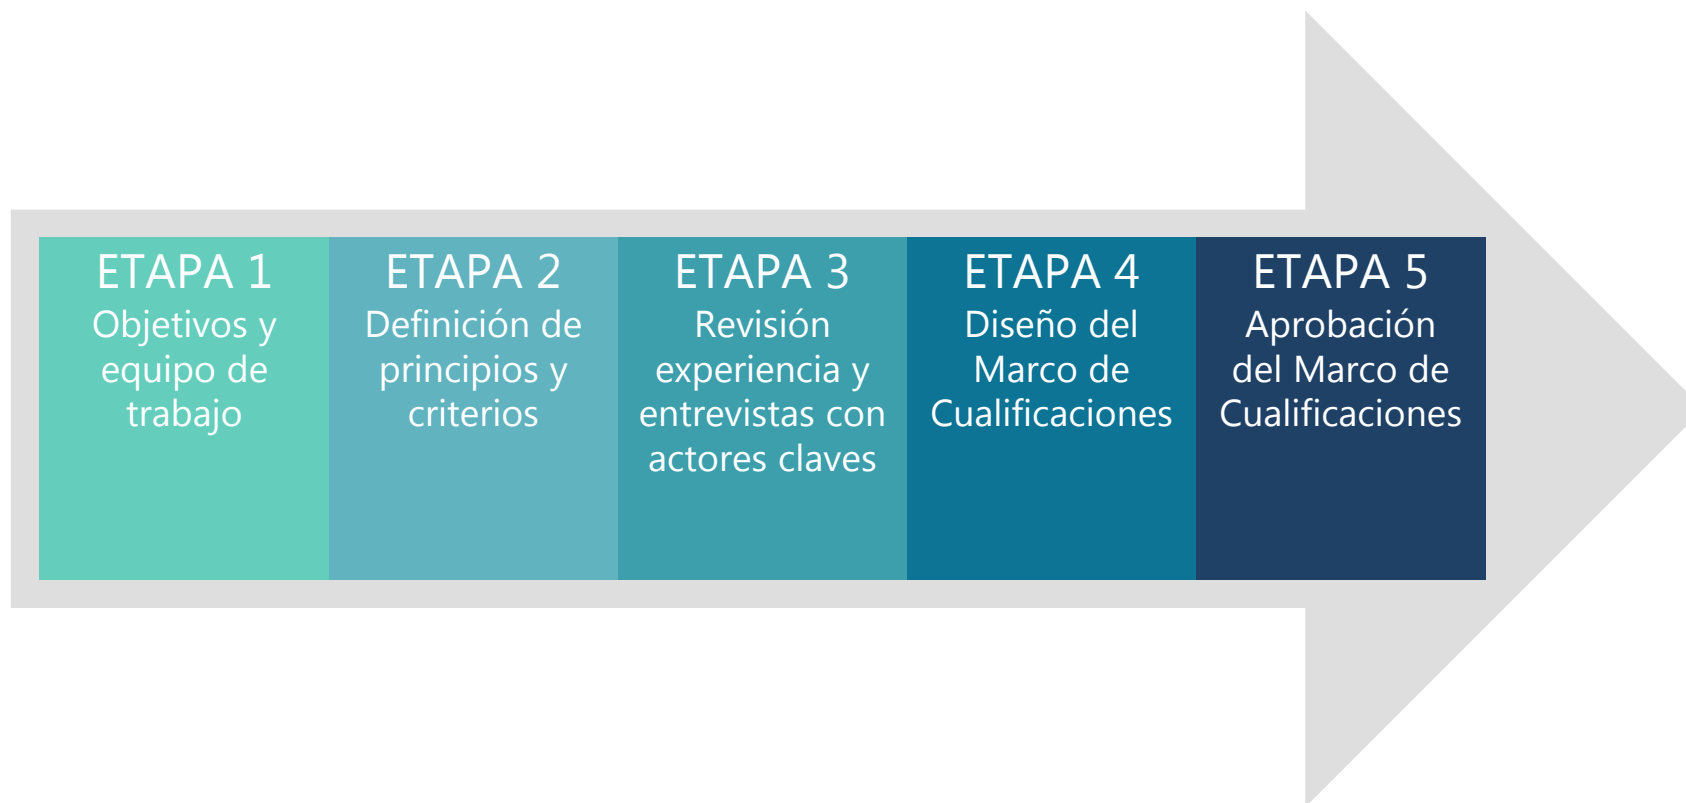 ETAPA 1
Objetivos y
equipo de
trabajo
ETAPA 2
Definición de
principios y
criterios
ETAPA 3
Revisión
experiencia y
entrevistas con
actores claves
ETAPA 4
Diseño del
Marco de
Cualificaciones
ETAPA 5
Aprobación
del Marco de
Cualificaciones